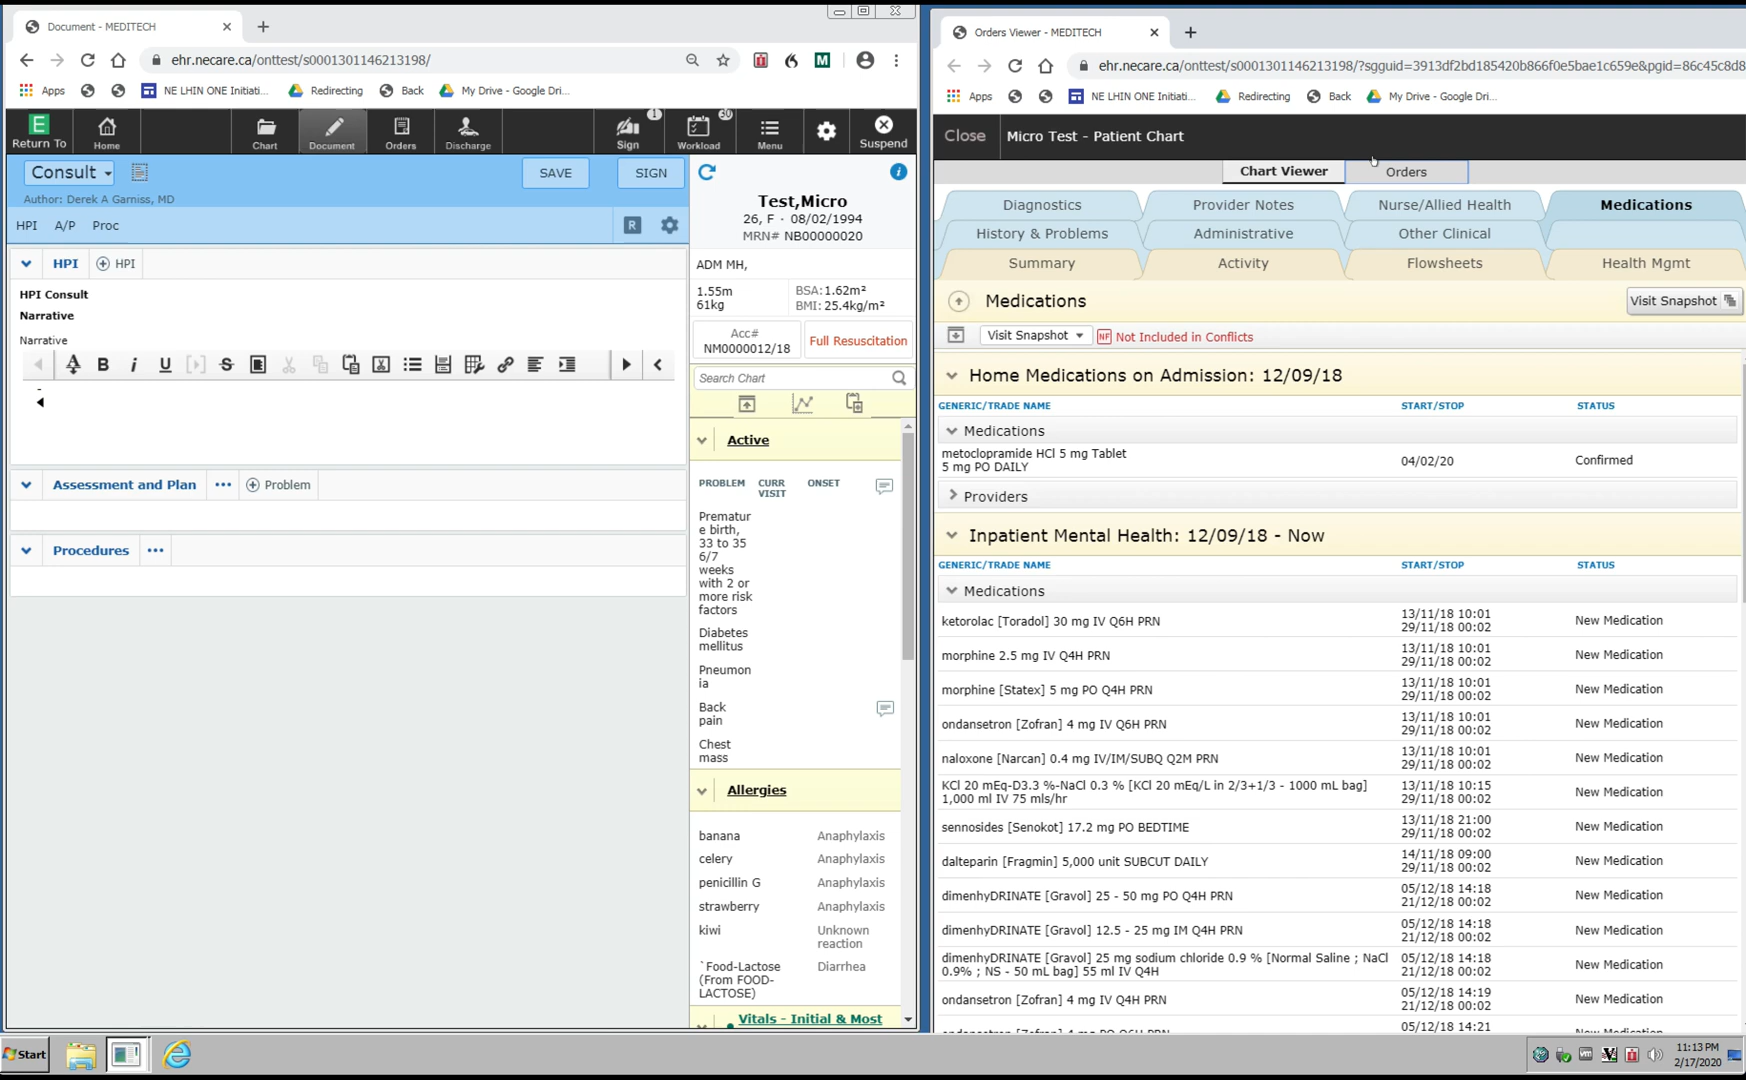 Document - MEDITECH
ehr.necare.ca/onttest/s0001301146213198/
Apps
NE LHIN ONE Initiati...
Redirecting
Back
My Drive - Google Dri...
E
Return To
Home
Chart
Document
Orders
Discharge
1
Sign
30
Workload
Menu
Suspend
Consult
SAVE
SIGN
Author: Derek A Garniss, MD
HPI
A/P
Proc
R
HPI
HPI
HPI Consult
Narrative
Narrative
-
Assessment and Plan
Problem
Procedures
Test,Micro
26, F · 08/02/1994
MRN# NB00000020
ADM MH,
1.55m
61kg
BSA:1.62m²
BMI: 25.4kg/m²
Acc#
NM0000012/18
Full Resuscitation
Search Chart
Active
PROBLEM
CURR
VISIT
ONSET
Prematur
e birth,
33 to 35
6/7
weeks
with 2 or
more risk
factors
Diabetes
mellitus
Pneumon
ia
Back
pain
Chest
mass
Allergies
banana Anaphylaxis
celery Anaphylaxis
penicillin G Anaphylaxis
strawberry Anaphylaxis
kiwi Unknown
reaction
`Food-Lactose Diarrhea
(From FOOD-
LACTOSE)
Vitals - Initial & Most
Orders Viewer - MEDITECH
ehr.necare.ca/onttest/s0001301146213198/?sgguid=3913df2bd185420b866f0e5bae1c659e&pgid=86c45c8d8
Apps
NE LHIN ONE Initiati...
Redirecting
Back
My Drive - Google Dri...
Close
Micro Test - Patient Chart
Chart Viewer
Orders
Diagnostics
Provider Notes
Nurse/Allied Health
Medications
History & Problems
Administrative
Other Clinical
Summary
Activity
Flowsheets
Health Mgmt
Medications
Visit Snapshot
Visit Snapshot
NF Not Included in Conflicts
Home Medications on Admission: 12/09/18
GENERIC/TRADE NAME START/STOP STATUS
Medications
metoclopramide HCl 5 mg Tablet
5 mg PO DAILY
04/02/20 Confirmed
Providers
Inpatient Mental Health: 12/09/18 - Now
GENERIC/TRADE NAME START/STOP STATUS
Medications
ketorolac [Toradol] 30 mg IV Q6H PRN
13/11/18 10:01
29/11/18 00:02
New Medication
morphine 2.5 mg IV Q4H PRN
13/11/18 10:01
29/11/18 00:02
New Medication
morphine [Statex] 5 mg PO Q4H PRN
13/11/18 10:01
29/11/18 00:02
New Medication
ondansetron [Zofran] 4 mg IV Q6H PRN
13/11/18 10:01
29/11/18 00:02
New Medication
naloxone [Narcan] 0.4 mg IV/IM/SUBQ Q2M PRN
13/11/18 10:01
29/11/18 00:02
New Medication
KCl 20 mEq-D3.3 %-NaCl 0.3 % [KCl 20 mEq/L in 2/3+1/3 - 1000 mL bag]
1,000 ml IV 75 mls/hr
13/11/18 10:15
29/11/18 00:02
New Medication
sennosides [Senokot] 17.2 mg PO BEDTIME
13/11/18 21:00
29/11/18 00:02
New Medication
dalteparin [Fragmin] 5,000 unit SUBCUT DAILY
14/11/18 09:00
29/11/18 00:02
New Medication
dimenhyDRINATE [Gravol] 25 - 50 mg PO Q4H PRN
05/12/18 14:18
21/12/18 00:02
New Medication
dimenhyDRINATE [Gravol] 12.5 - 25 mg IM Q4H PRN
05/12/18 14:18
21/12/18 00:02
New Medication
dimenhyDRINATE [Gravol] 25 mg sodium chloride 0.9 % [Normal Saline ; NaCl
0.9% ; NS - 50 mL bag] 55 ml IV Q4H
05/12/18 14:18
21/12/18 00:02
New Medication
ondansetron [Zofran] 4 mg IV Q4H PRN
05/12/18 14:19
21/12/18 00:02
New Medication
05/12/18 14:21
ondansetron [Zofran] 4 mg PO Q6H PRN
New Medication
Start
11:13 PM
2/17/2020